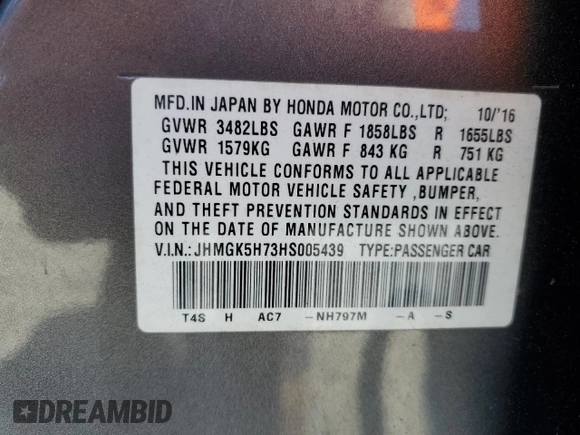 MFD.IN JAPAN BY HONDA MOTOR CO.,LTD; 10/'16
GVWR 3482LBS GAWR F 1858LBS R 1655LBS
GVWR 1579KG GAWR F 843 KG R 751 KG
THIS VEHICLE CONFORMS TO ALL APPLICABLE
FEDERAL MOTOR VEHICLE SAFETY ,BUMPER,
AND THEFT PREVENTION STANDARDS IN EFFECT
ON THE DATE OF MANUFACTURE SHOWN ABOVE.
V.I.N.: JHMGK5H73HS005439 TYPE:PASSENGER CAR
T4S H AC7 -NH797M -A -S
DREAMBID